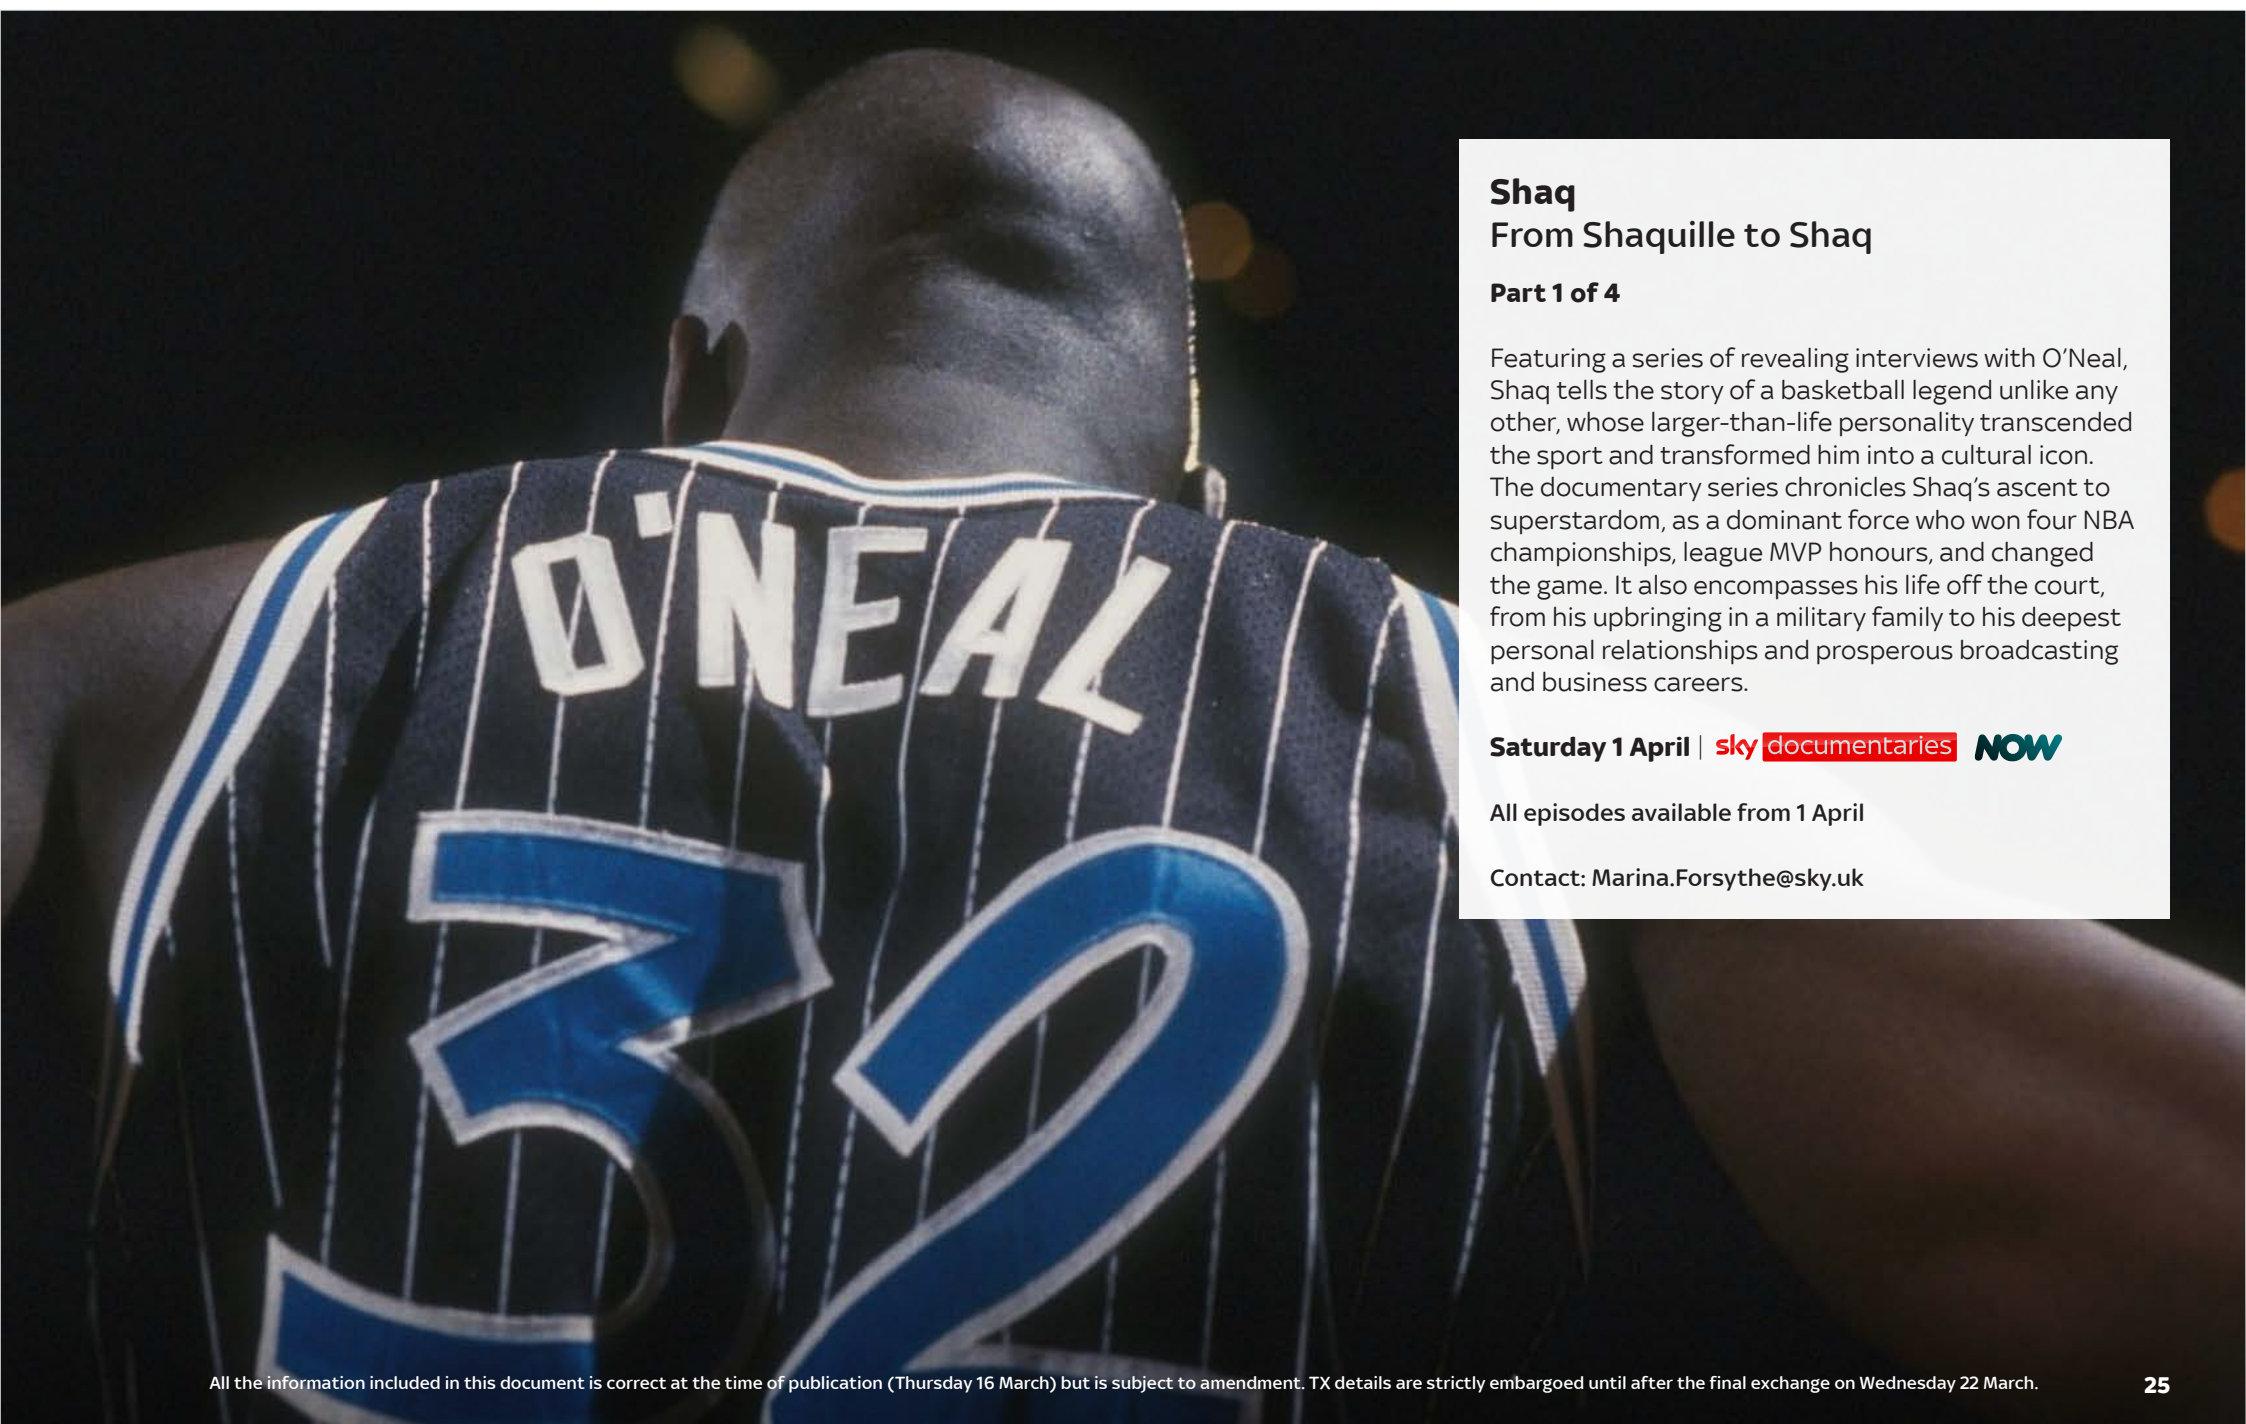 Shaq
From Shaquille to Shaq
Part 1 of 4
Featuring a series of revealing interviews with O’Neal,
Shaq tells the story of a basketball legend unlike any
other, whose larger-than-life personality transcended
the sport and transformed him into a cultural icon.
The documentary series chronicles Shaq’s ascent to
superstardom, as a dominant force who won four NBA
championships, league MVP honours, and changed
the game. It also encompasses his life off the court,
from his upbringing in a military family to his deepest
personal relationships and prosperous broadcasting
and business careers.
Saturday 1 April | sky documentaries NOW
All episodes available from 1 April
Contact: Marina.Forsythe@sky.uk
O'NEAL
32
All the information included in this document is correct at the time of publication (Thursday 16 March) but is subject to amendment. TX details are strictly embargoed until after the final exchange on Wednesday 22 March.
25